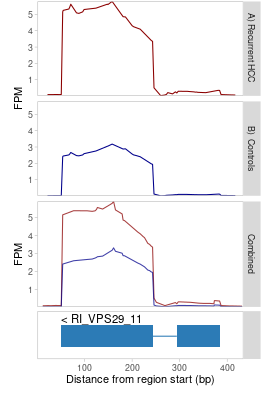 5
4
3
2
1
A) Recurrent HCC
FPM
5
4
3
2
1
B) Controls
5
4
3
2
1
FPM
Combined
< RI_VPS29_11
100 200 300 400
Distance from region start (bp)